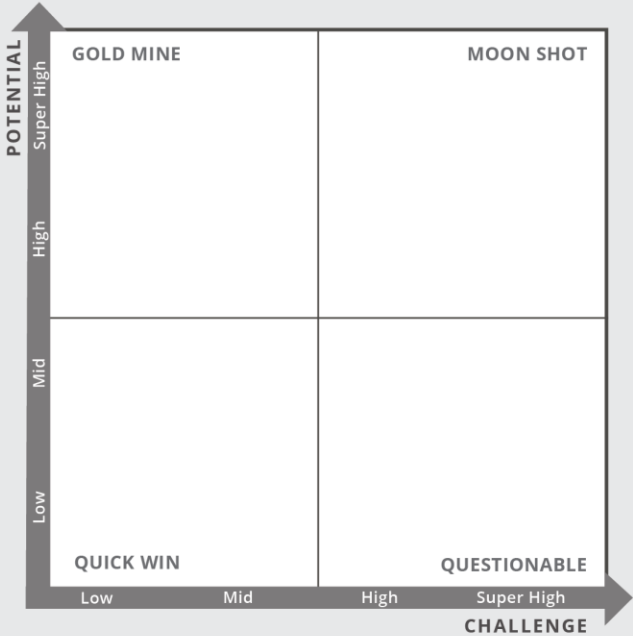 POTENTIAL
Super High
High
Mid
Low
GOLD MINE
MOON SHOT
QUICK WIN
QUESTIONABLE
Low
Mid
High
Super High
CHALLENGE